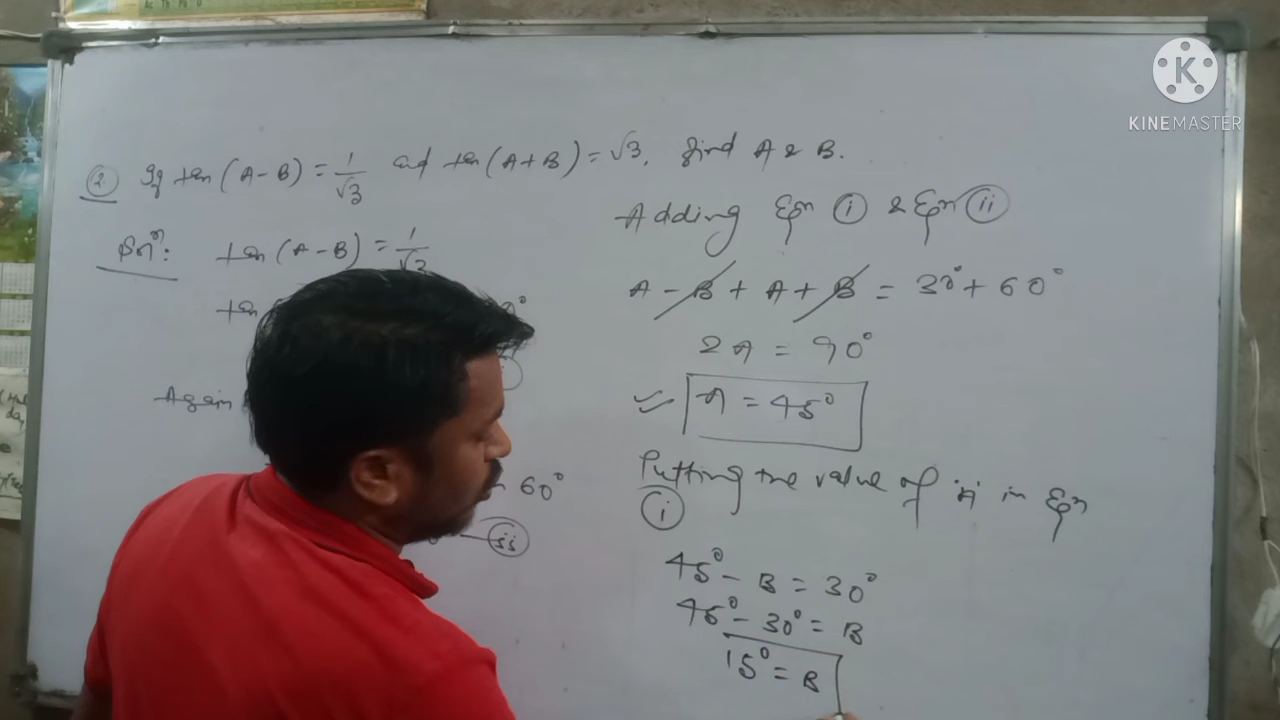 KINEMASTER
② If tan(A-B) = 1/√3 and tan(A+B) = √3. find A & B.
Solⁿ: tan(A-B) = 1/√3
tan
Again
60°
ii
Adding Eqn (i) & Eqn (ii)
A - B + A + B = 30° + 60°
2A = 90°
A = 45°
Putting the value of 'A' in Eqn
(i)
45° - B = 30°
45° - 30° = B
15° = B